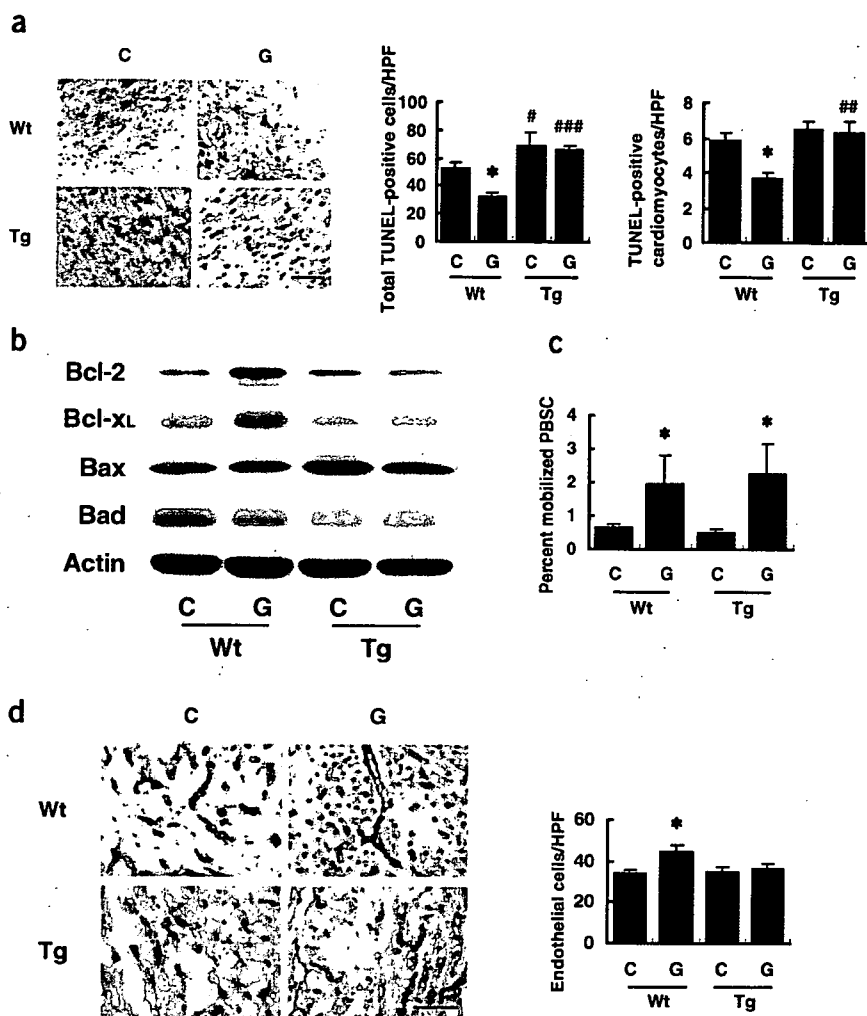 a
C G
Wt
Tg
Total TUNEL-positive cells/HPF
100
80
60
40
20
0
*
#
###
C G C G
Wt Tg
TUNEL-positive
cardiomyocytes/HPF
8
6
4
2
0
*
##
C G C G
Wt Tg
b
Bcl-2
Bcl-xL
Bax
Bad
Actin
C G C G
Wt Tg
c
Percent mobilized PBSC
4
3
2
1
0
* *
C G C G
Wt Tg
d
C G
Wt
Tg
Endothelial cells/HPF
60
40
20
0
*
C G C G
Wt Tg